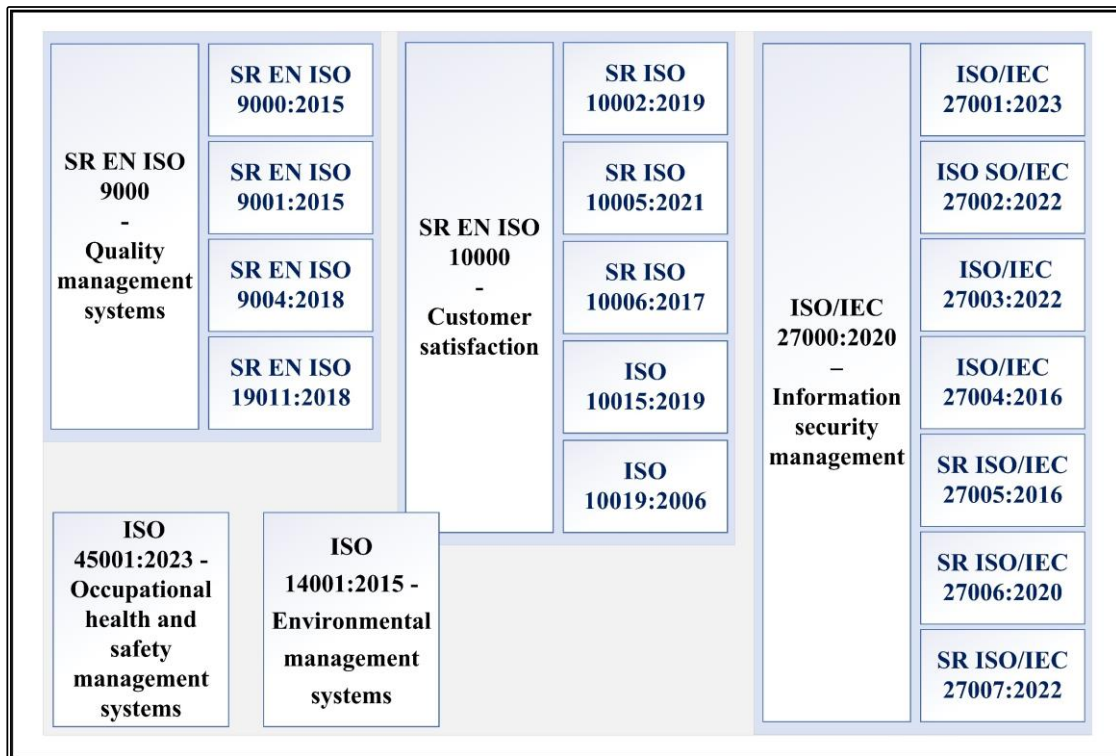 SR EN ISO
9000
-
Quality
management
systems
SR EN ISO
9000:2015
SR EN ISO
9001:2015
SR EN ISO
9004:2018
SR EN ISO
19011:2018
SR EN ISO
10000
-
Customer
satisfaction
SR ISO
10002:2019
SR ISO
10005:2021
SR ISO
10006:2017
ISO
10015:2019
ISO
10019:2006
ISO/IEC
27000:2020
–
Information
security
management
ISO/IEC
27001:2023
ISO SO/IEC
27002:2022
ISO/IEC
27003:2022
ISO/IEC
27004:2016
SR ISO/IEC
27005:2016
SR ISO/IEC
27006:2020
SR ISO/IEC
27007:2022
ISO
45001:2023 -
Occupational
health and
safety
management
systems
ISO
14001:2015 -
Environmental
management
systems